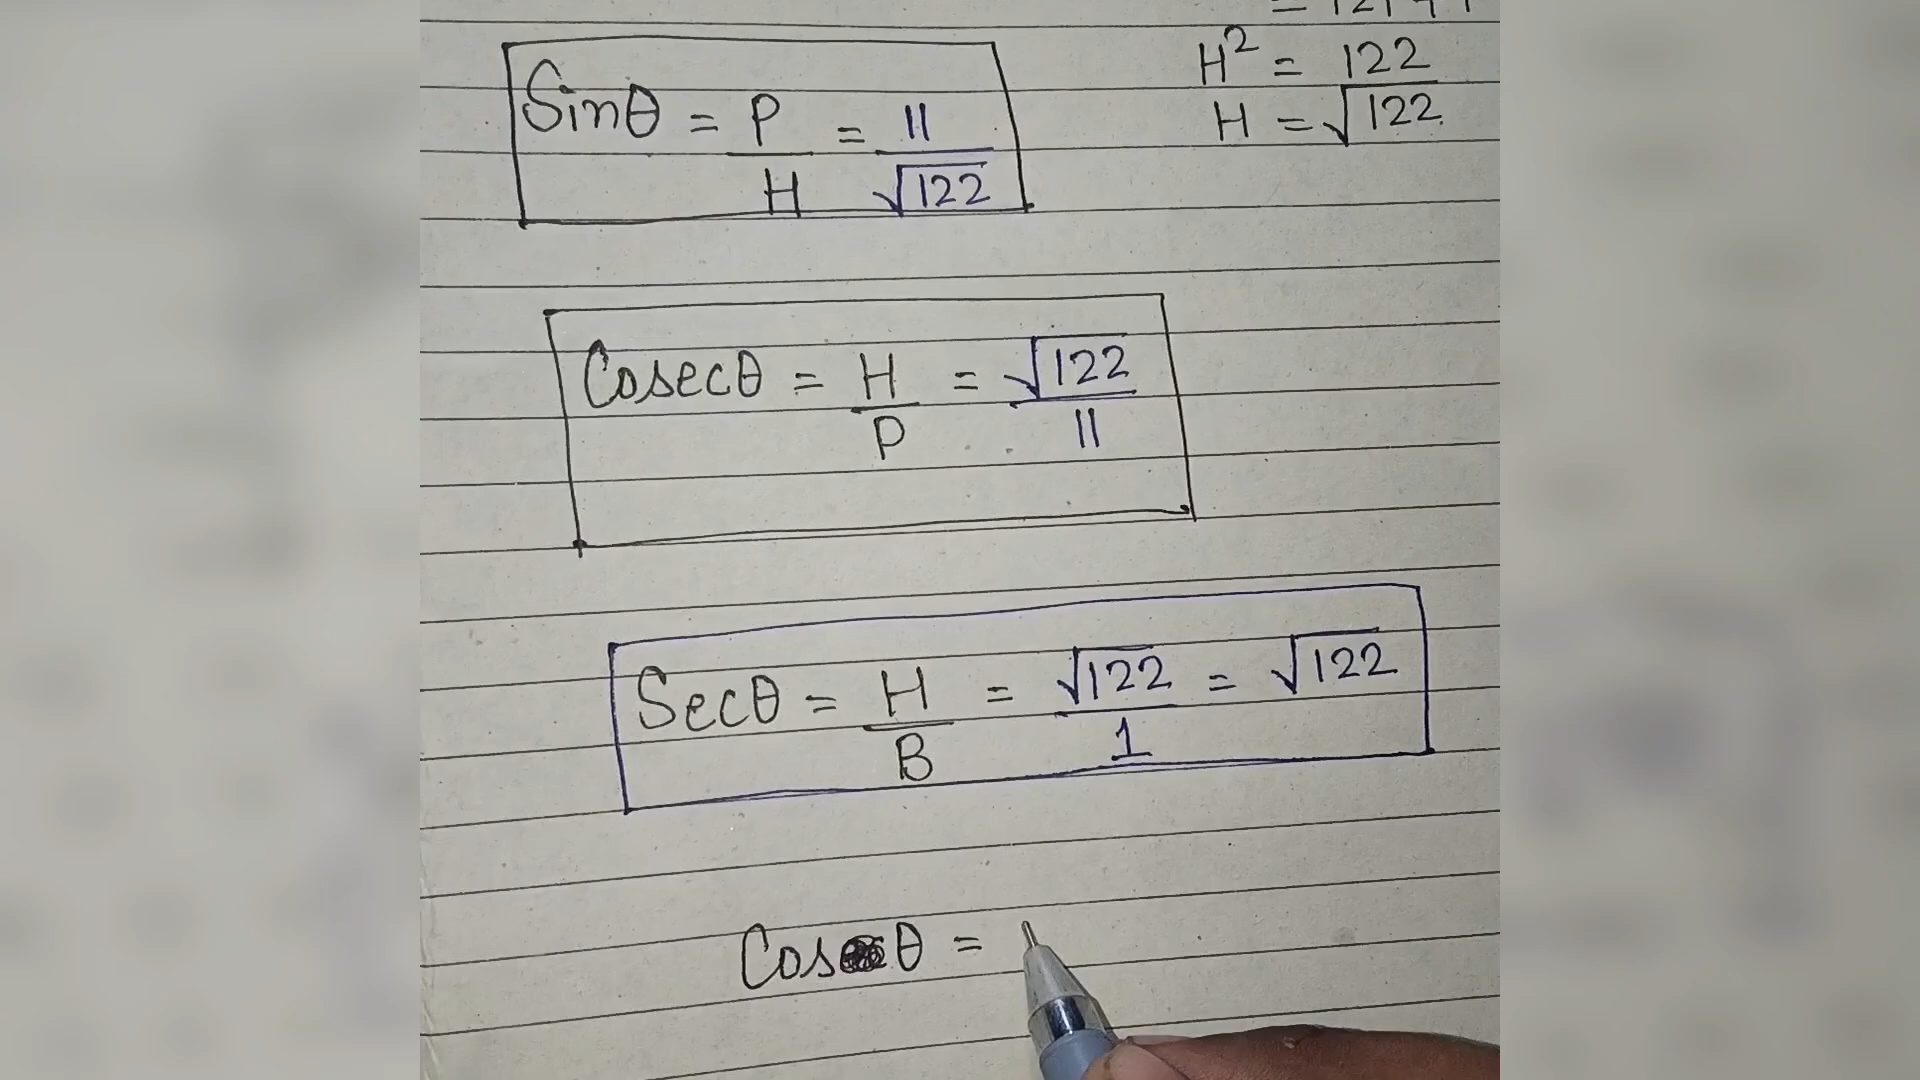 H² = 122
H = √122
Sinθ = P/H = 11/√122
Cosecθ = H/P = √122/11
Secθ = H/B = √122/1 = √122
Cosθ =